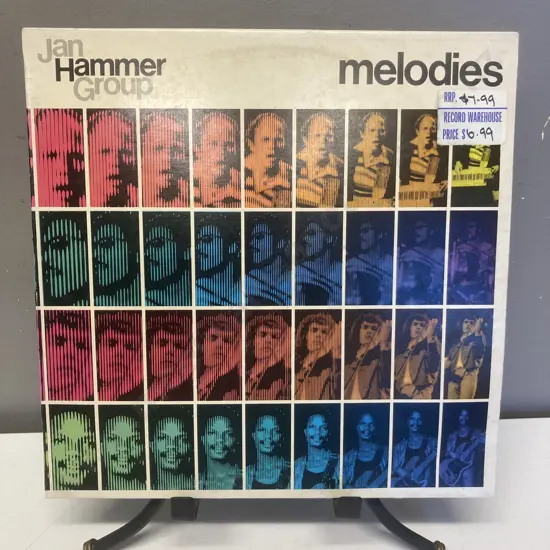 Jan
Hammer
Group
melodies
RRP. $7.99
RECORD WAREHOUSE
PRICE $6.99